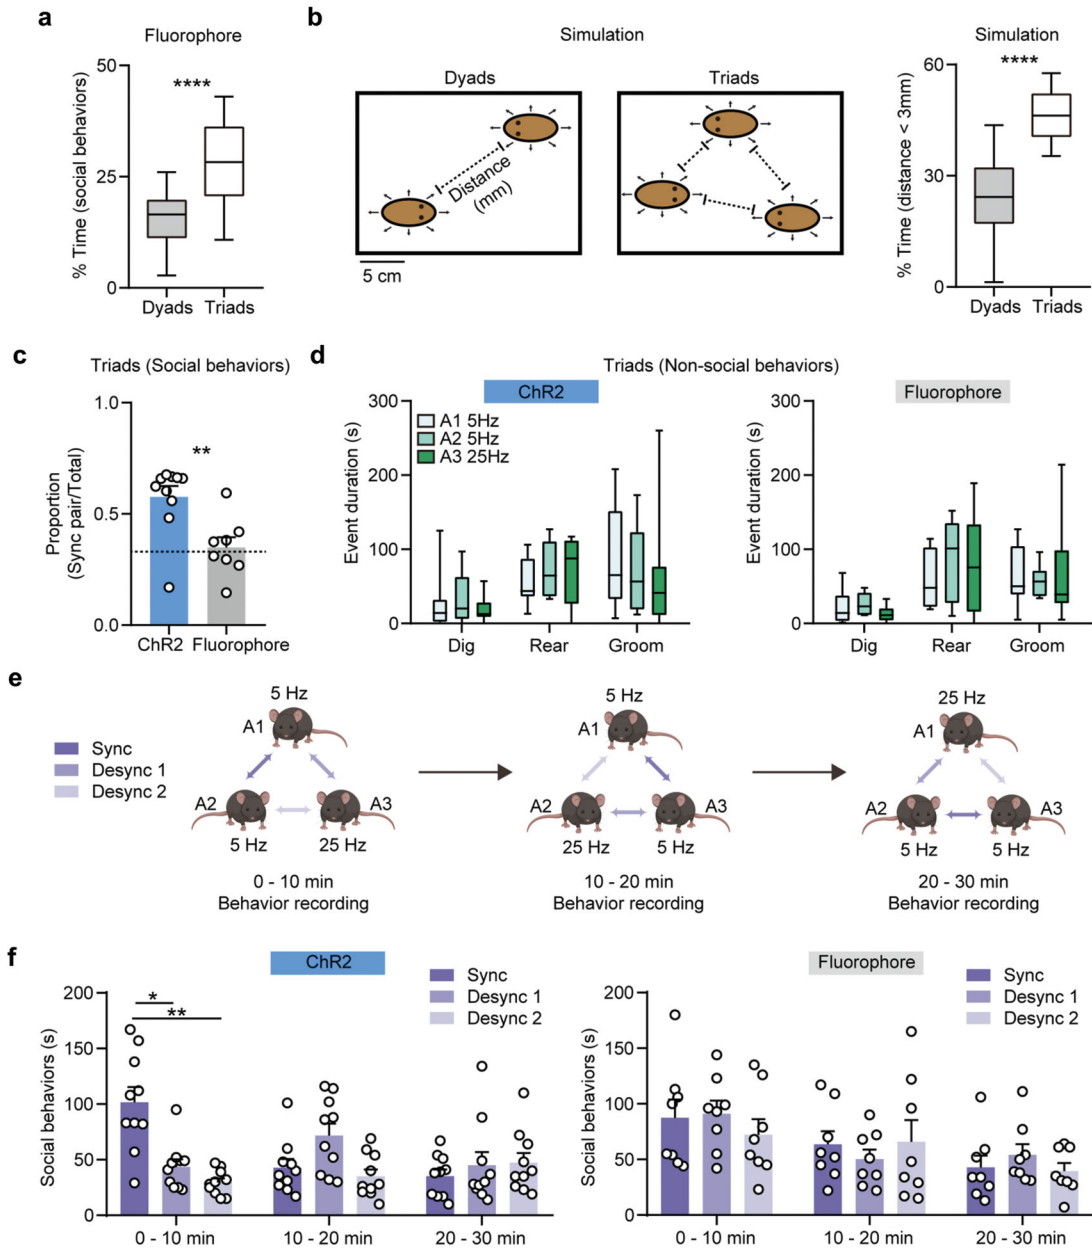 a
Fluorophore
% Time (social behaviors)
50
25
0
****
Dyads Triads
b
Simulation
Dyads
Distance
(mm)
5 cm
Triads
Simulation
% Time (distance < 3mm)
60
30
0
****
Dyads Triads
c
Triads (Social behaviors)
Proportion
(Sync pair/Total)
1.0
0.5
0.0
**
ChR2 Fluorophore
d
Triads (Non-social behaviors)
ChR2
Event duration (s)
300
200
100
0
A1 5Hz
A2 5Hz
A3 25Hz
Dig Rear Groom
Fluorophore
Event duration (s)
300
200
100
0
Dig Rear Groom
e
Sync
Desync 1
Desync 2
5 Hz
A1
A2 A3
5 Hz 25 Hz
0 - 10 min
Behavior recording
5 Hz
A1
A2 A3
25 Hz 5 Hz
10 - 20 min
Behavior recording
25 Hz
A1
A2 A3
5 Hz 5 Hz
20 - 30 min
Behavior recording
f
ChR2
Sync
Desync 1
Desync 2
Social behaviors (s)
200
150
100
50
0
*
**
0 - 10 min 10 - 20 min 20 - 30 min
Fluorophore
Sync
Desync 1
Desync 2
Social behaviors (s)
200
150
100
50
0
0 - 10 min 10 - 20 min 20 - 30 min